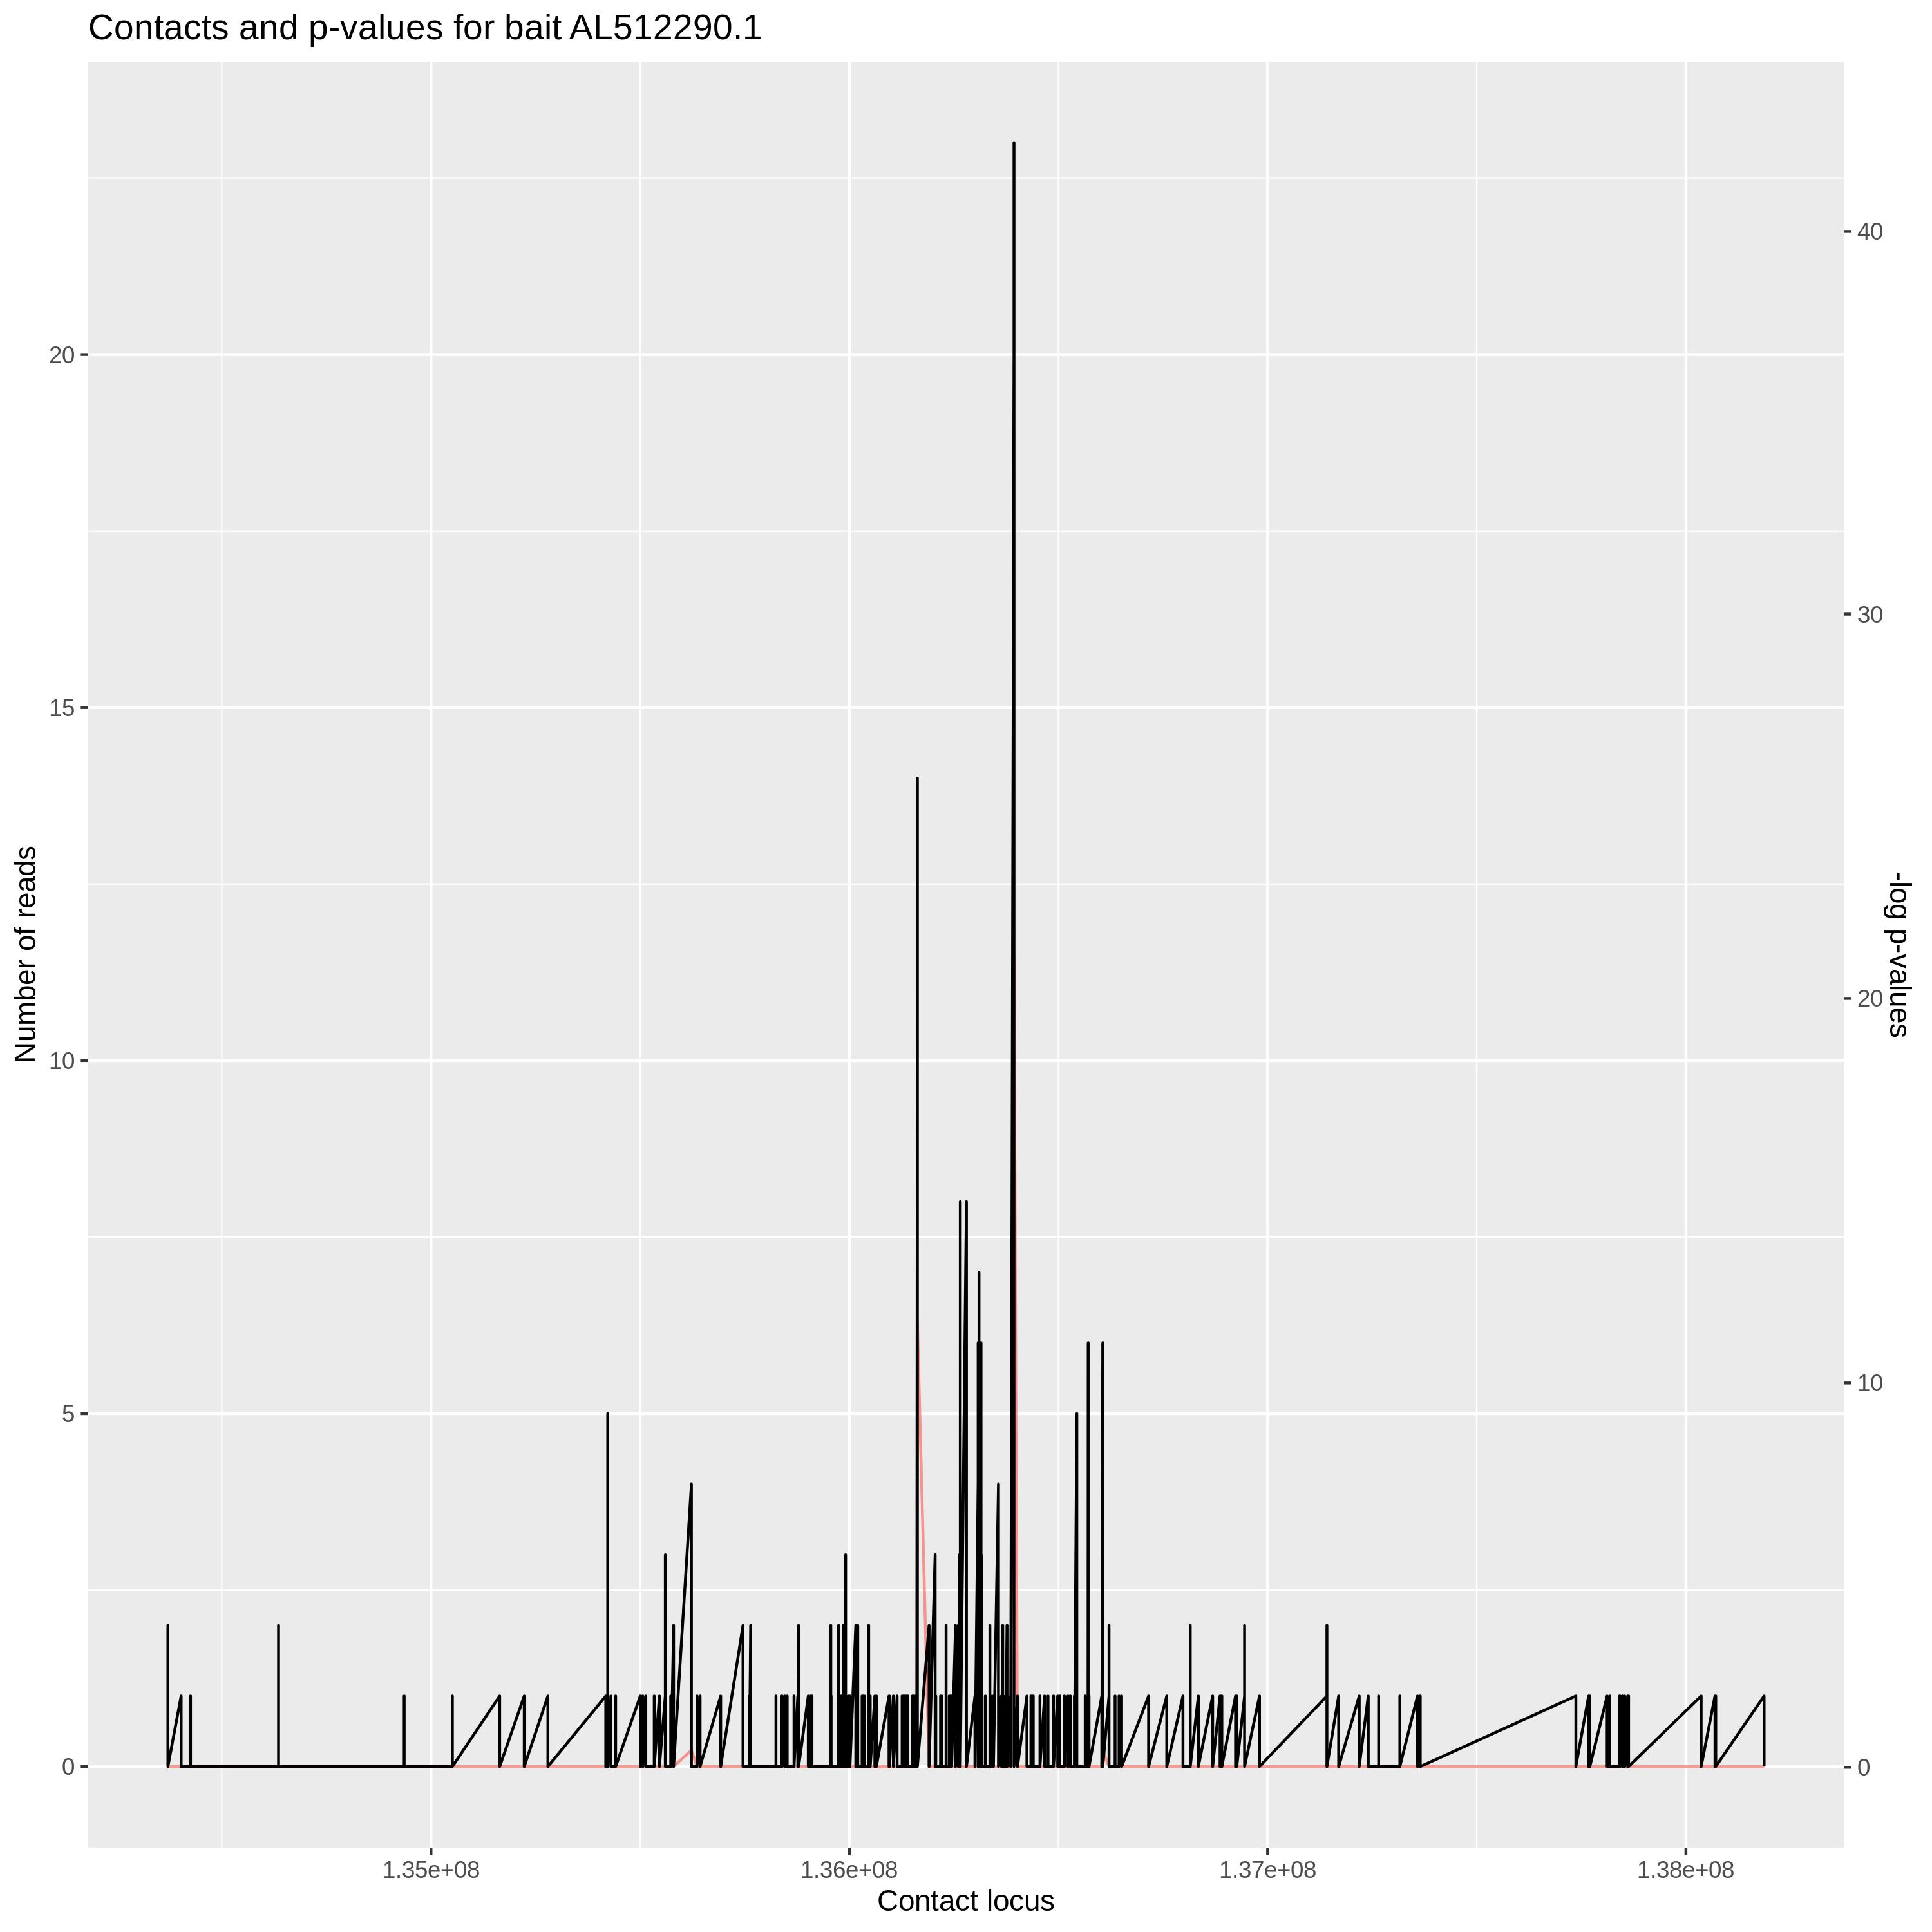 Contacts and p-values for bait AL512290.1
Number of reads
20
15
10
5
0
40
30
20
10
0
-log p-values
1.35e+08
1.36e+08
1.37e+08
1.38e+08
Contact locus